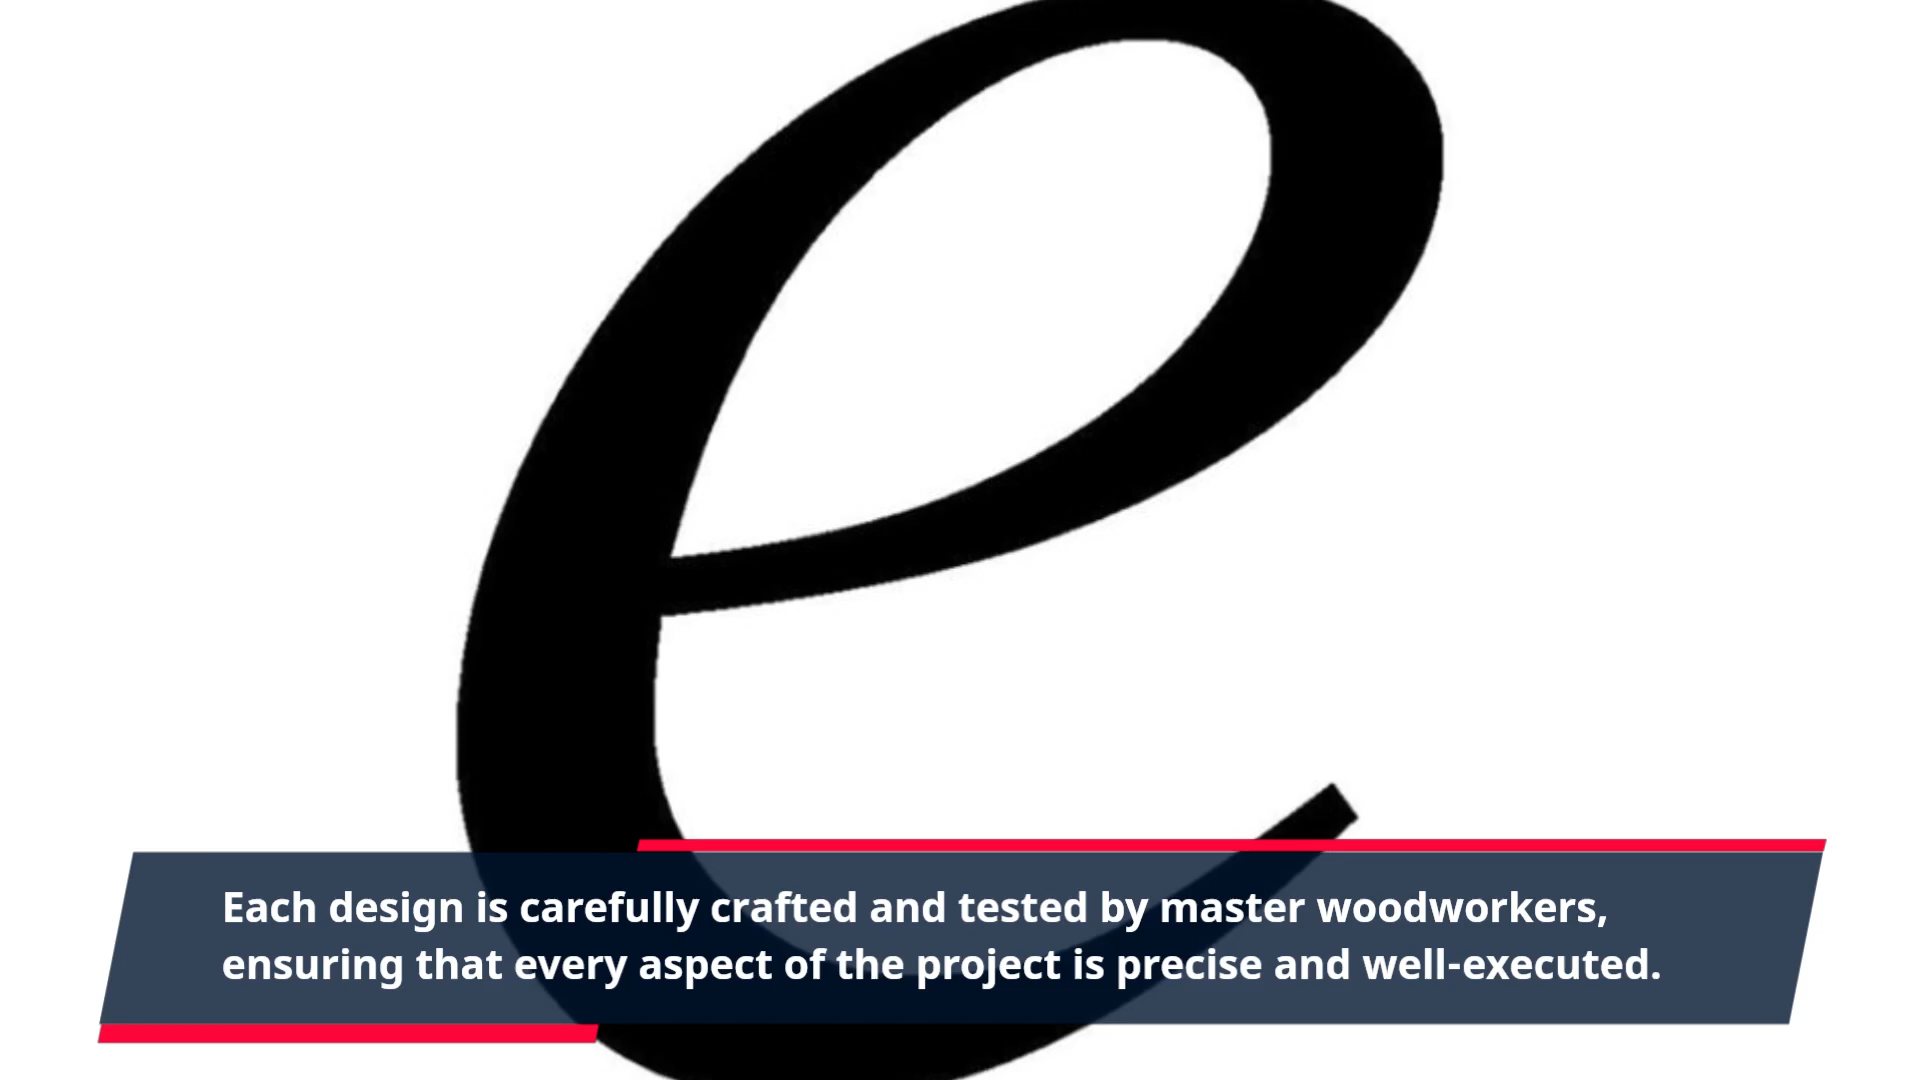 e
Each design is carefully crafted and tested by master woodworkers,
ensuring that every aspect of the project is precise and well-executed.